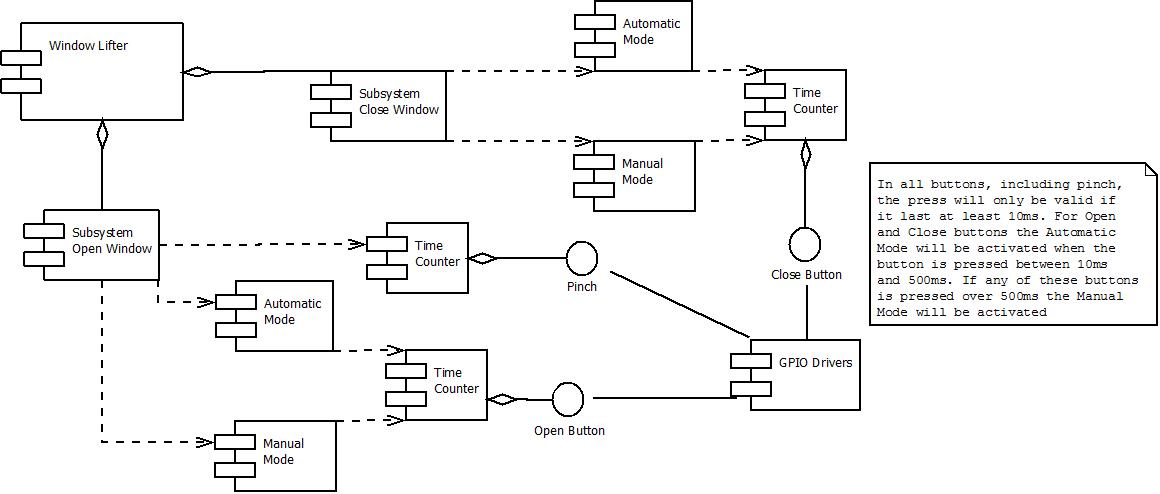 Automatic
Mode
Window Lifter
Subsystem
Close Window
Time
Counter
Manual
Mode
In all buttons, including pinch,
the press will only be valid if
it last at least 10ms. For Open
and Close buttons the Automatic
Mode will be activated when the
button is pressed between 10ms
and 500ms. If any of these buttons
is pressed over 500ms the Manual
Mode will be activated
Subsystem
Open Window
Time
Counter
Pinch
Close Button
Automatic
Mode
Time
Counter
GPIO Drivers
Open Button
Manual
Mode